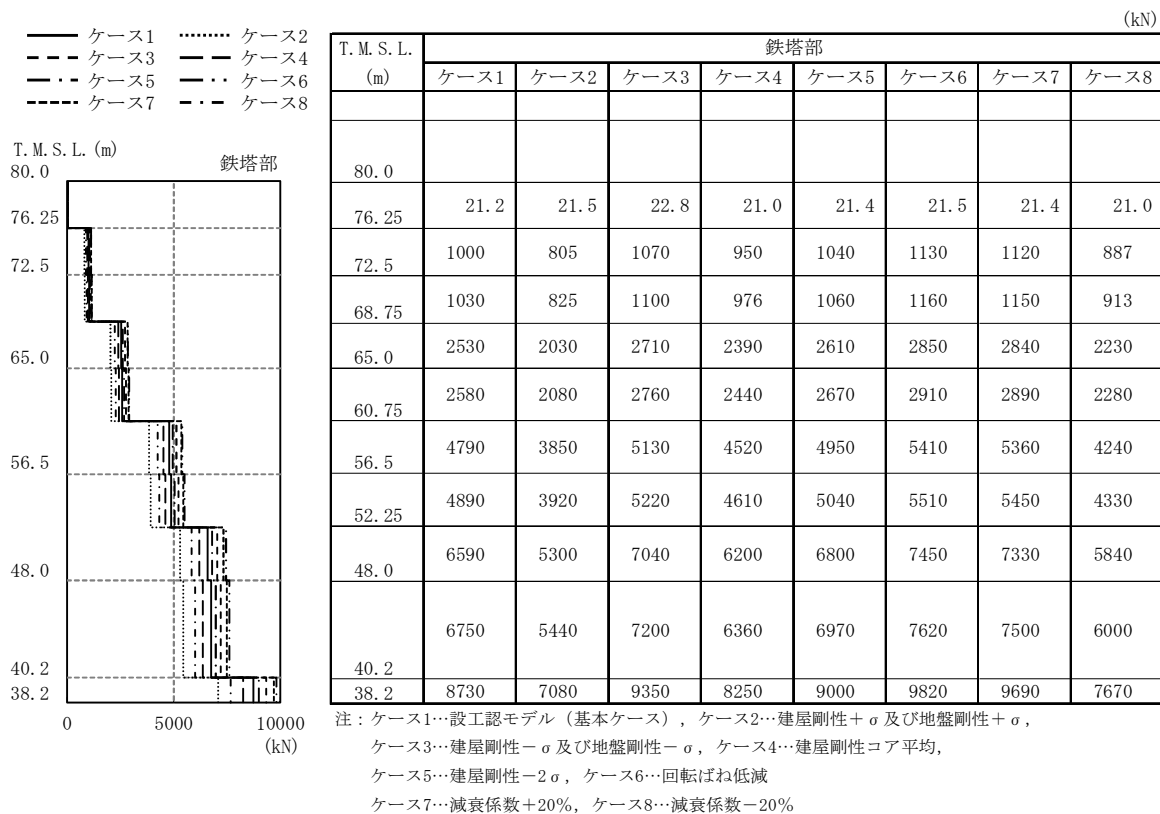 (kN)
ケース1 ケース2
ケース3 ケース4
ケース5 ケース6
ケース7 ケース8
T.M.S.L.(m)
鉄塔部
80.0
76.25
72.5
68.75
65.0
60.75
56.5
52.25
48.0
40.2
38.2
0 5000 10000
(kN)
T.M.S.L.
(m)
鉄塔部
ケース1 ケース2 ケース3 ケース4 ケース5 ケース6 ケース7 ケース8
80.0
21.2 21.5 22.8 21.0 21.4 21.5 21.4 21.0
76.25
1000 805 1070 950 1040 1130 1120 887
72.5
1030 825 1100 976 1060 1160 1150 913
68.75
2530 2030 2710 2390 2610 2850 2840 2230
65.0
2580 2080 2760 2440 2670 2910 2890 2280
60.75
4790 3850 5130 4520 4950 5410 5360 4240
56.5
4890 3920 5220 4610 5040 5510 5450 4330
52.25
6590 5300 7040 6200 6800 7450 7330 5840
48.0
6750 5440 7200 6360 6970 7620 7500 6000
40.2
38.2 8730 7080 9350 8250 9000 9820 9690 7670
注：ケース1…設工認モデル（基本ケース），ケース2…建屋剛性＋σ及び地盤剛性＋σ，
ケース3…建屋剛性－σ及び地盤剛性－σ，ケース4…建屋剛性コア平均，
ケース5…建屋剛性－2σ，ケース6…回転ばね低減
ケース7…減衰係数＋20%，ケース8…減衰係数－20%